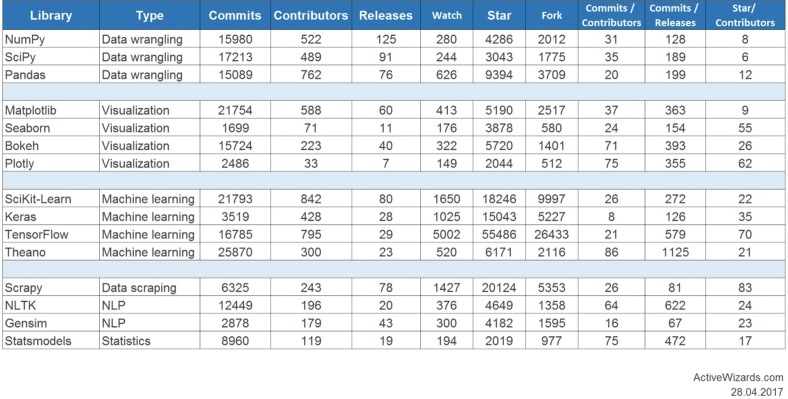 Library Type Commits Contributors Releases Watch Star Fork Commits / Contributors Commits / Releases Star/ Contributors
NumPy Data wrangling 15980 522 125 280 4286 2012 31 128 8
SciPy Data wrangling 17213 489 91 244 3043 1775 35 189 6
Pandas Data wrangling 15089 762 76 626 9394 3709 20 199 12
Matplotlib Visualization 21754 588 60 413 5190 2517 37 363 9
Seaborn Visualization 1699 71 11 176 3878 580 24 154 55
Bokeh Visualization 15724 223 40 322 5720 1401 71 393 26
Plotly Visualization 2486 33 7 149 2044 512 75 355 62
SciKit-Learn Machine learning 21793 842 80 1650 18246 9997 26 272 22
Keras Machine learning 3519 428 28 1025 15043 5227 8 126 35
TensorFlow Machine learning 16785 795 29 5002 55486 26433 21 579 70
Theano Machine learning 25870 300 23 520 6171 2116 86 1125 21
Scrapy Data scraping 6325 243 78 1427 20124 5353 26 81 83
NLTK NLP 12449 196 20 376 4649 1358 64 622 24
Gensim NLP 2878 179 43 300 4182 1595 16 67 23
Statsmodels Statistics 8960 119 19 194 2019 977 75 472 17
ActiveWizards.com
28.04.2017